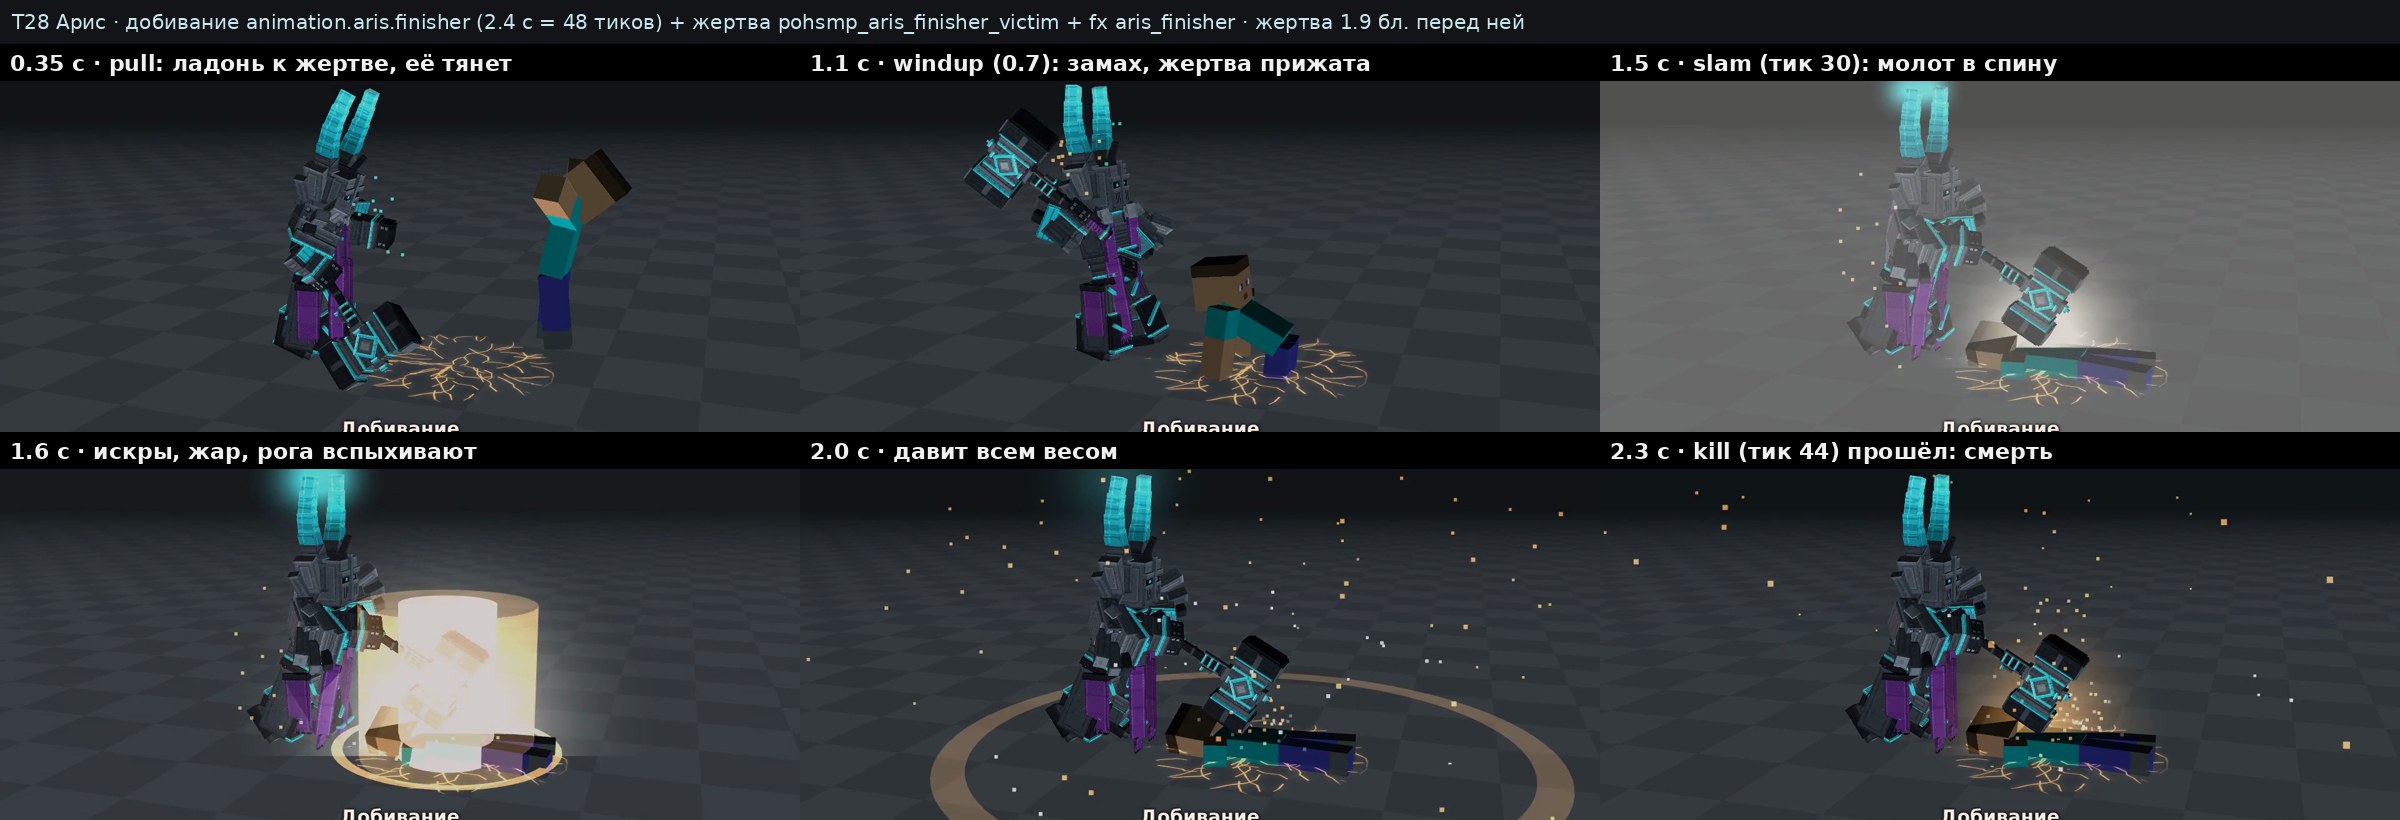 T28 Арис · добивание animation.aris.finisher (2.4 с = 48 тиков) + жертва pohsmp_aris_finisher_victim + fx aris_finisher · жертва 1.9 бл. перед ней
0.35 с · pull: ладонь к жертве, её тянет
1.1 с · windup (0.7): замах, жертва прижата
1.5 с · slam (тик 30): молот в спину
Добивание
Добивание
Добивание
1.6 с · искры, жар, рога вспыхивают
2.0 с · давит всем весом
2.3 с · kill (тик 44) прошёл: смерть
Добивание
Добивание
Добивание